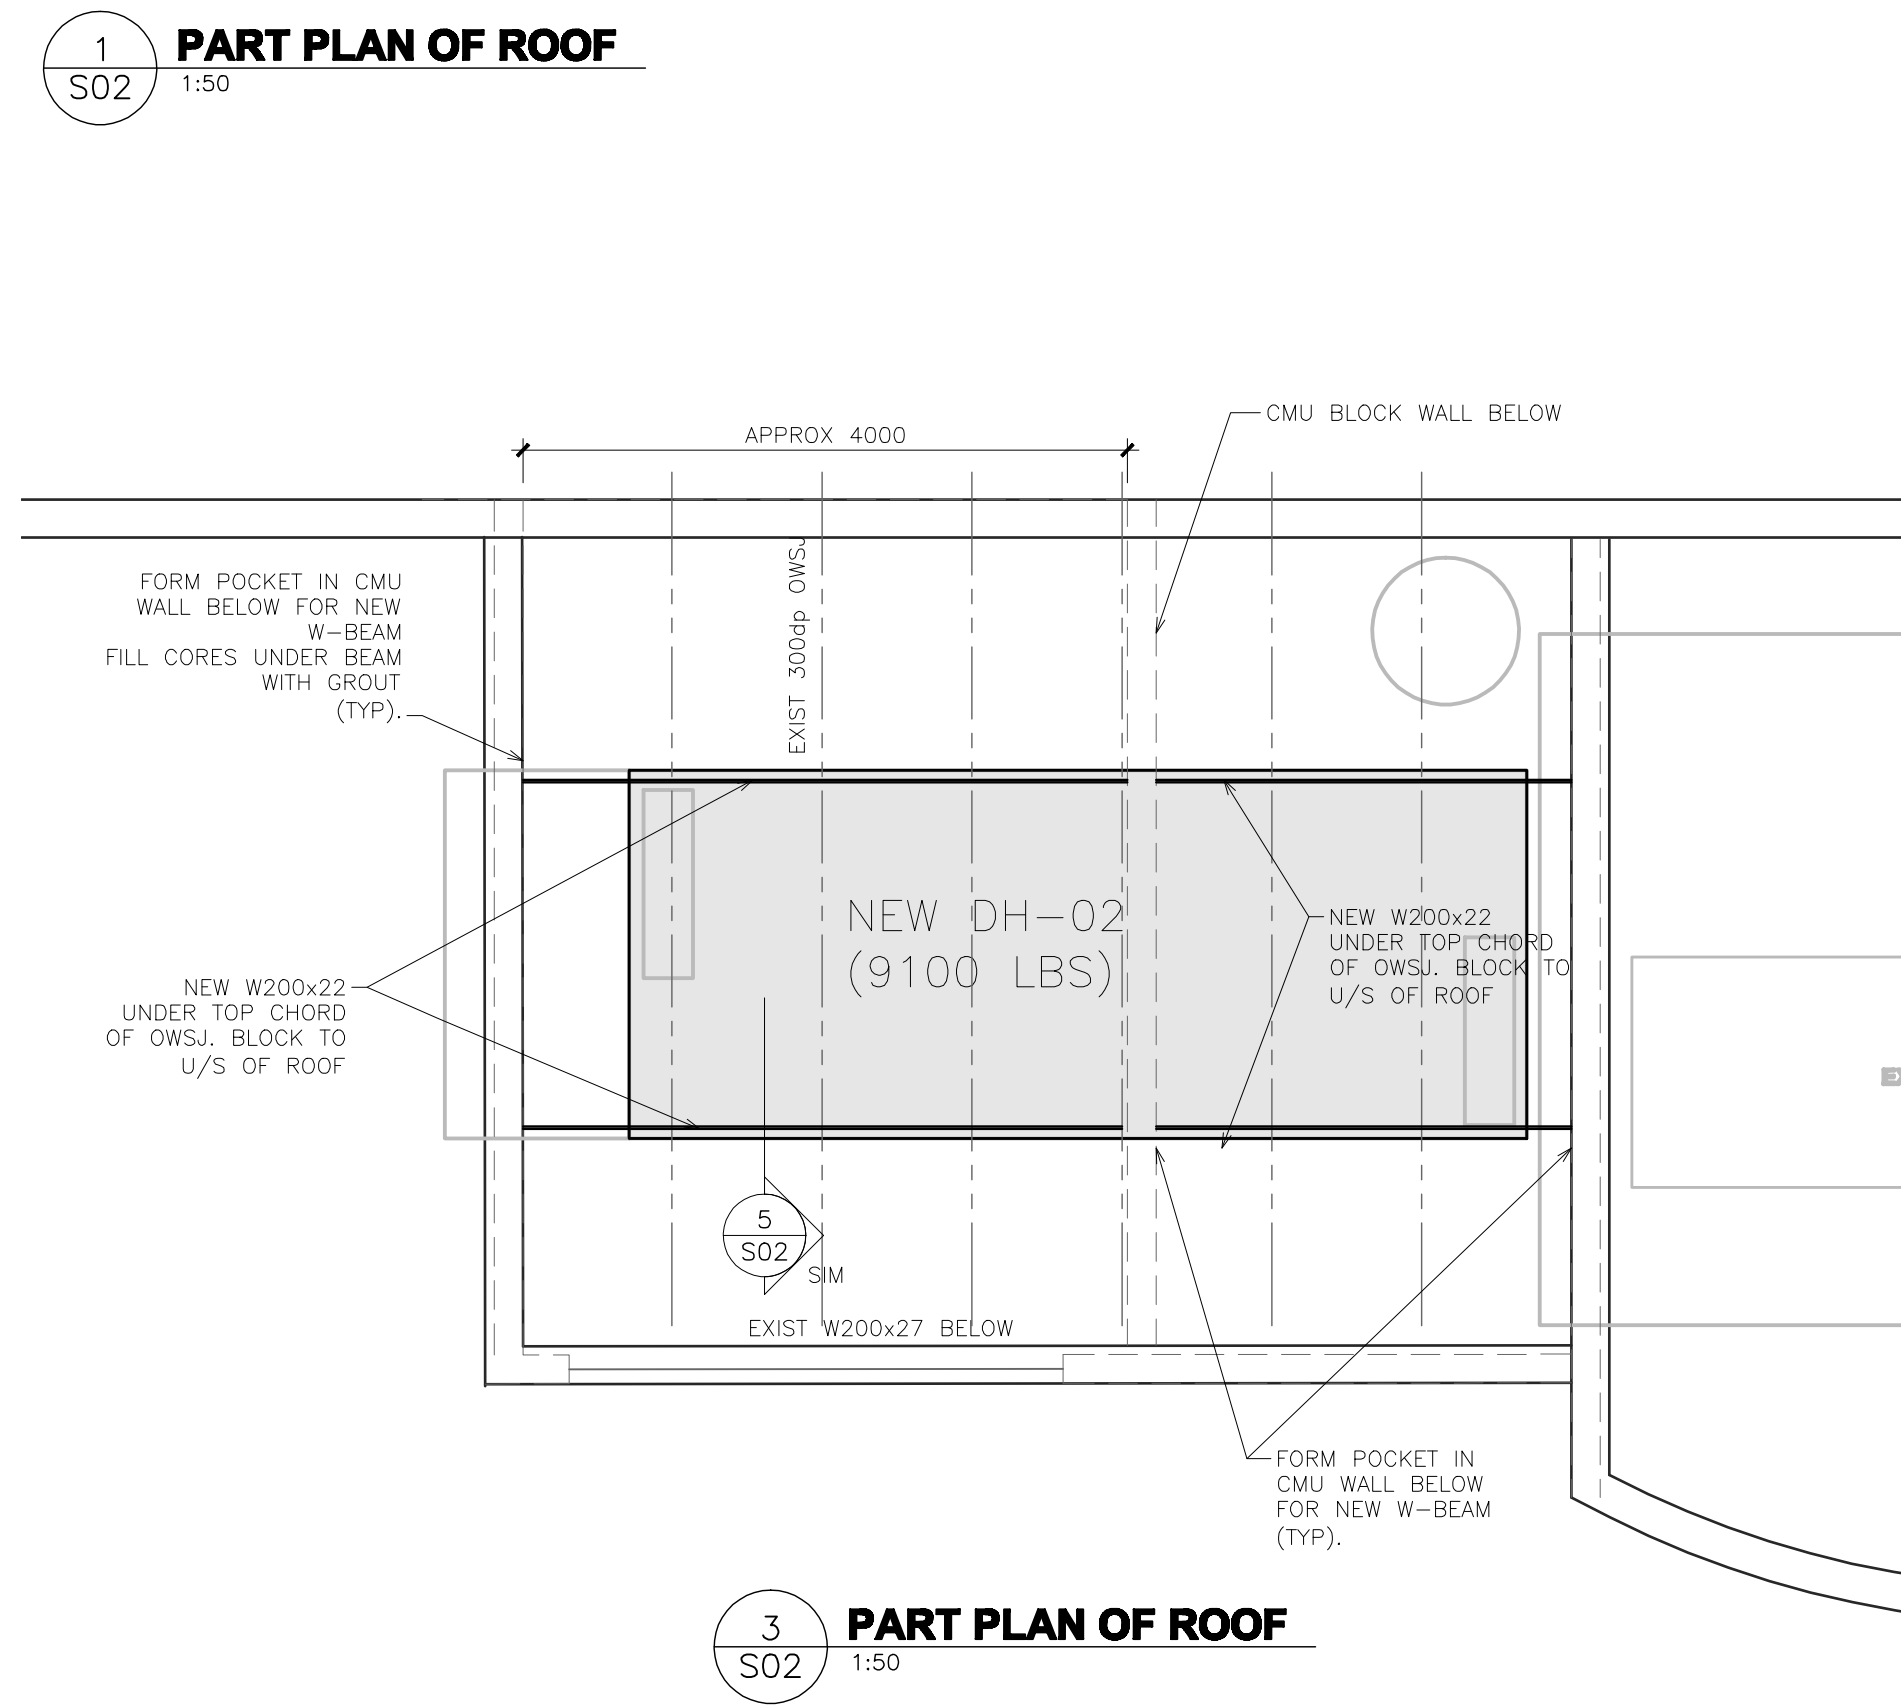 1
S02
PART PLAN OF ROOF
1:50
APPROX 4000
CMU BLOCK WALL BELOW
EXIST 300dp OWSJ
FORM POCKET IN CMU
WALL BELOW FOR NEW
W-BEAM
FILL CORES UNDER BEAM
WITH GROUT
(TYP).
NEW DH-02
(9100 LBS)
NEW W200x22
UNDER TOP CHORD
OF OWSJ. BLOCK TO
U/S OF ROOF
NEW W200x22
UNDER TOP CHORD
OF OWSJ. BLOCK TO
U/S OF ROOF
5
S02
SIM
EXIST W200x27 BELOW
FORM POCKET IN
CMU WALL BELOW
FOR NEW W-BEAM
(TYP).
3
S02
PART PLAN OF ROOF
1:50